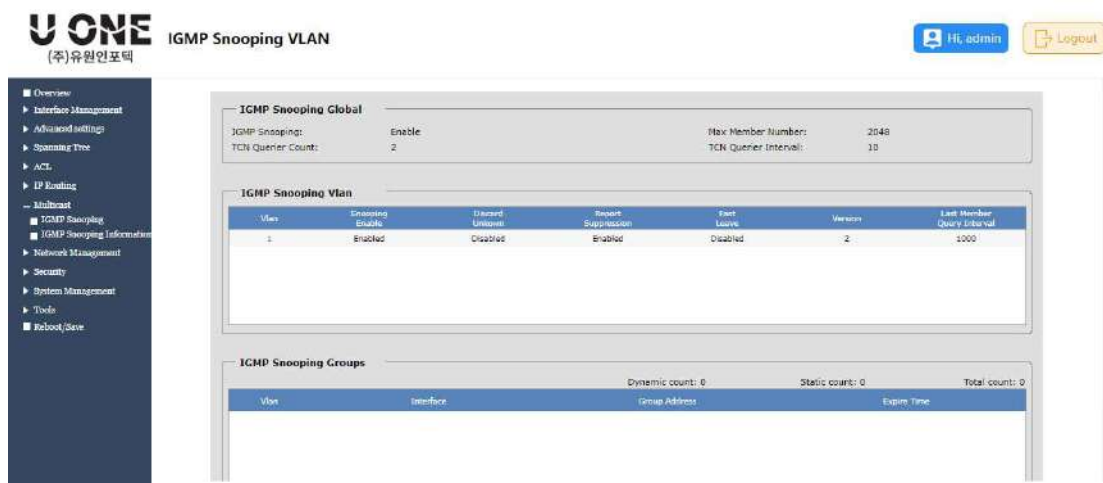 U ONE
(주)유원인포텍
IGMP Snooping VLAN
Hi, admin
Logout
Overview
Interface Management
Advanced settings
Spanning Tree
ACL
IP Routing
Multicast
IGMP Snooping
IGMP Snooping Information
Network Management
Security
System Management
Tools
Reboot/Save
IGMP Snooping Global
IGMP Snooping: Enable Max Member Number: 2048
TCN Querier Count: 2 TCN Querier Interval: 10
IGMP Snooping Vlan
Vlan Snooping Enable Discard Unkown Report Suppression Fast Leave Version Last Member Query Interval
1 Enabled Disabled Enabled Disabled 2 1000
IGMP Snooping Groups
Dynamic count: 0 Static count: 0 Total count: 0
Vlan Interface Group Address Expire Time